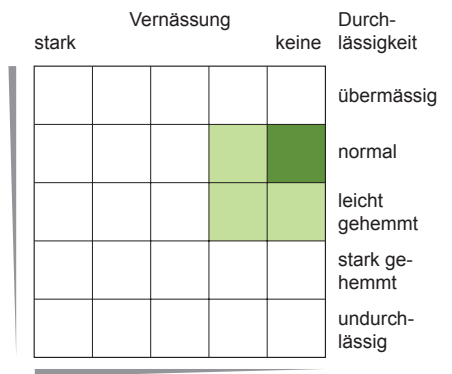 Vernässung
stark keine
Durch-
lässigkeit
übermässig
normal
leicht
gehemmt
stark ge-
hemmt
undurch-
lässig